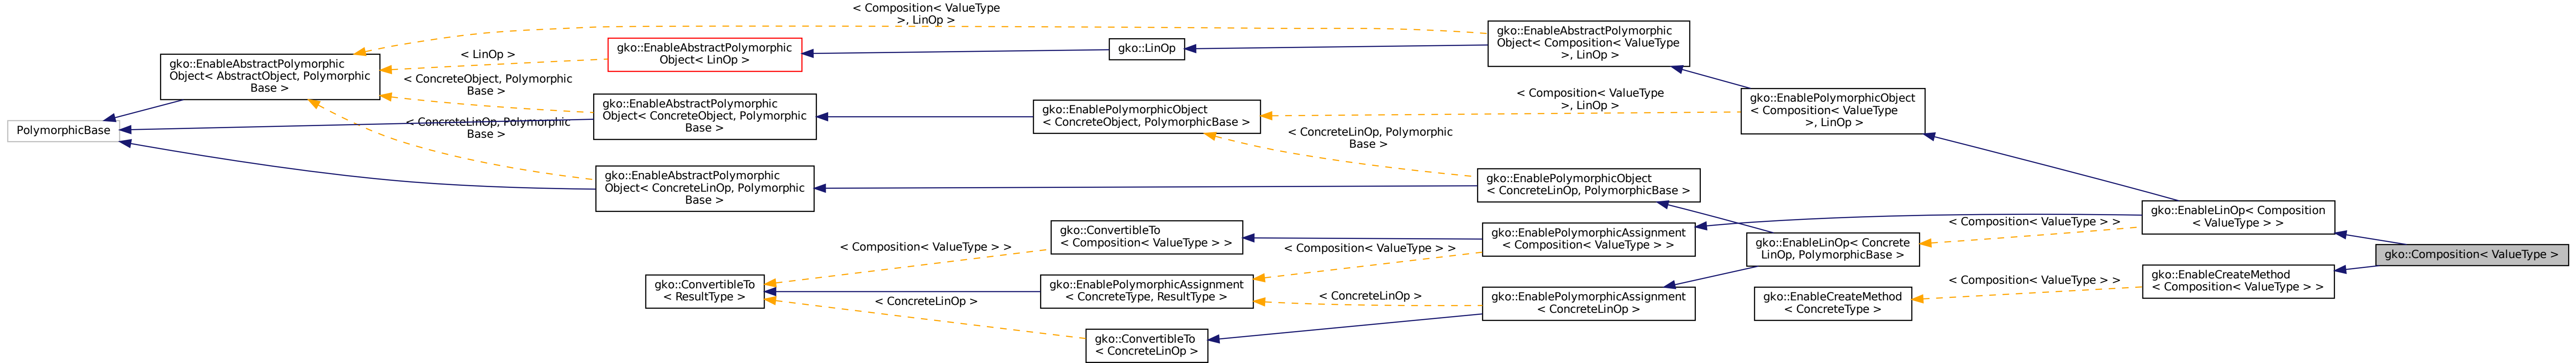 PolymorphicBase
gko::EnableAbstractPolymorphic
Object< AbstractObject, Polymorphic
Base >
< Composition< ValueType
>, LinOp >
< LinOp >
< ConcreteObject, Polymorphic
Base >
< ConcreteLinOp, Polymorphic
Base >
gko::EnableAbstractPolymorphic
Object< LinOp >
gko::EnableAbstractPolymorphic
Object< ConcreteObject, Polymorphic
Base >
gko::EnableAbstractPolymorphic
Object< ConcreteLinOp, Polymorphic
Base >
gko::ConvertibleTo
< ResultType >
< Composition< ValueType > >
< ConcreteLinOp >
gko::LinOp
gko::EnablePolymorphicObject
< ConcreteObject, PolymorphicBase >
gko::ConvertibleTo
< Composition< ValueType > >
gko::EnablePolymorphicAssignment
< ConcreteType, ResultType >
gko::ConvertibleTo
< ConcreteLinOp >
< Composition< ValueType
>, LinOp >
< ConcreteLinOp, Polymorphic
Base >
< Composition< ValueType > >
< ConcreteLinOp >
gko::EnableAbstractPolymorphic
Object< Composition< ValueType
>, LinOp >
gko::EnablePolymorphicObject
< ConcreteLinOp, PolymorphicBase >
gko::EnablePolymorphicAssignment
< Composition< ValueType > >
gko::EnablePolymorphicAssignment
< ConcreteLinOp >
gko::EnablePolymorphicObject
< Composition< ValueType
>, LinOp >
gko::EnableLinOp< Concrete
LinOp, PolymorphicBase >
gko::EnableCreateMethod
< ConcreteType >
< Composition< ValueType > >
< Composition< ValueType > >
gko::EnableLinOp< Composition
< ValueType > >
gko::EnableCreateMethod
< Composition< ValueType > >
gko::Composition< ValueType >